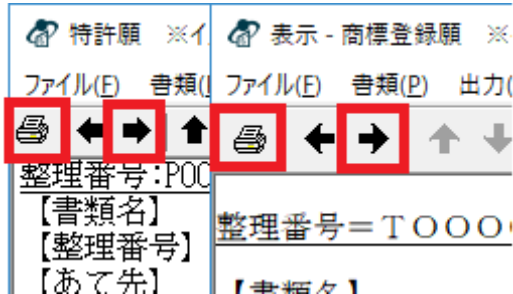 特許願 ※イ
ファイル(F) 書類(
整理番号:P00
【書類名】
【整理番号】
【あて先】
表示 - 商標登録願 ※
ファイル(F) 書類(P) 出力(
整理番号=TOOO
【書類名】